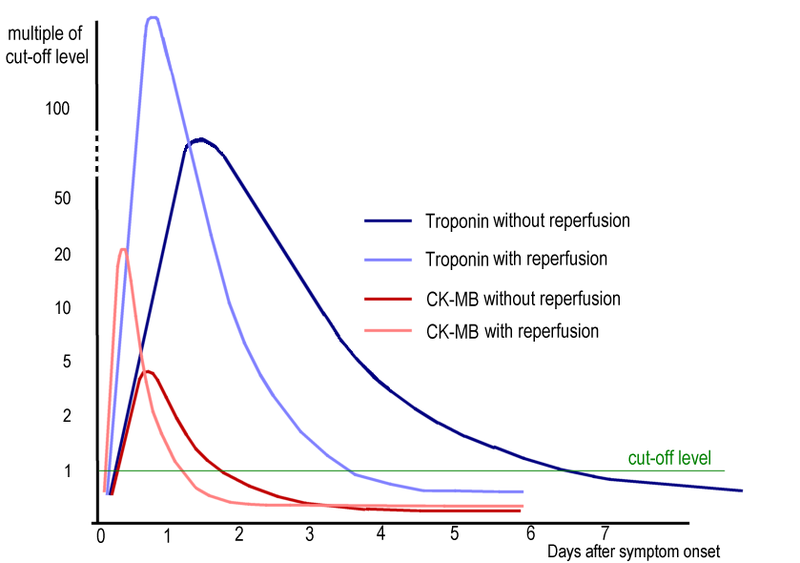 multiple of
cut-off level
100
50
20
10
5
2
1
Troponin without reperfusion
Troponin with reperfusion
CK-MB without reperfusion
CK-MB with reperfusion
cut-off level
0 1 2 3 4 5 6 7
Days after symptom onset